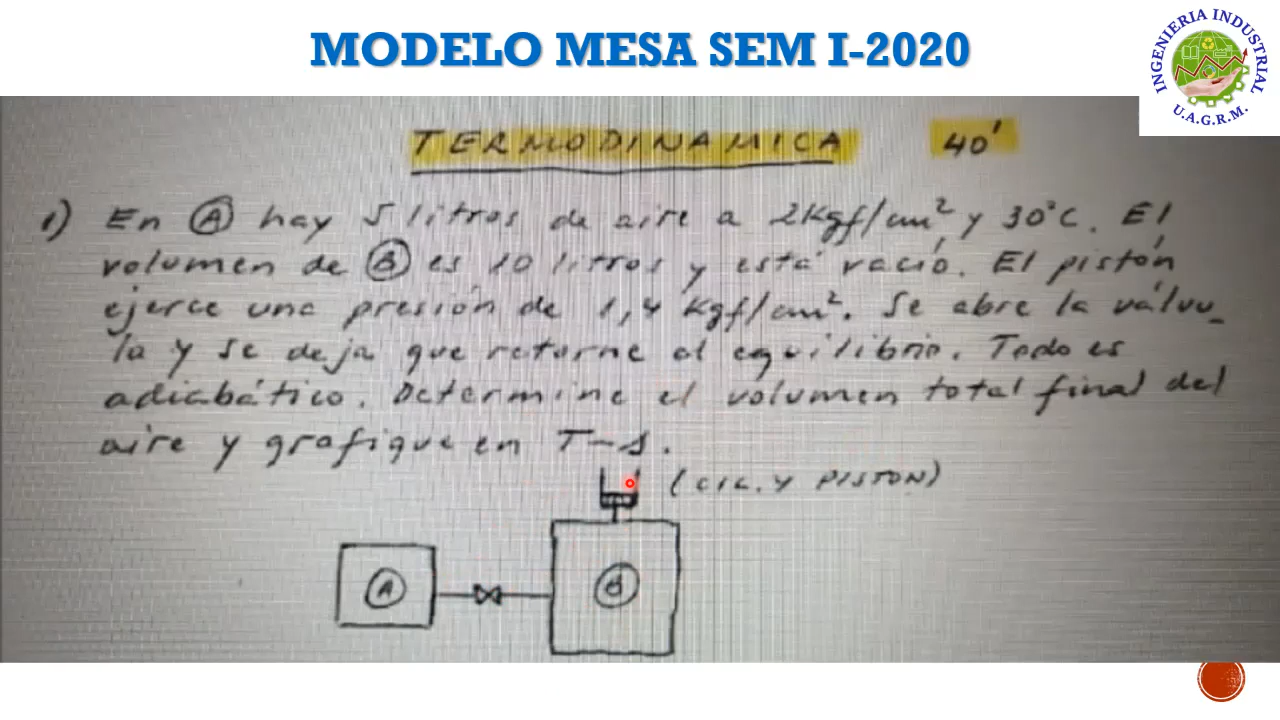 MODELO MESA SEM I-2020
INGENIERIA INDUSTRIAL
U.A.G.R.M.
TERMODINAMICA 40'
1) En Ⓐ hay 5 litros de aire a 2Kgf/cm² y 30°C. El
volumen de Ⓑ es 10 litros y está vacío. El pistón
ejerce una presión de 1,4 Kgf/cm². Se abre la válvu_
la y se deja que retorne al equilibrio. Todo es
adiabático. Determine el volumen total final del
aire y grafique en T-s.
(CIL. Y PISTON)
A
B